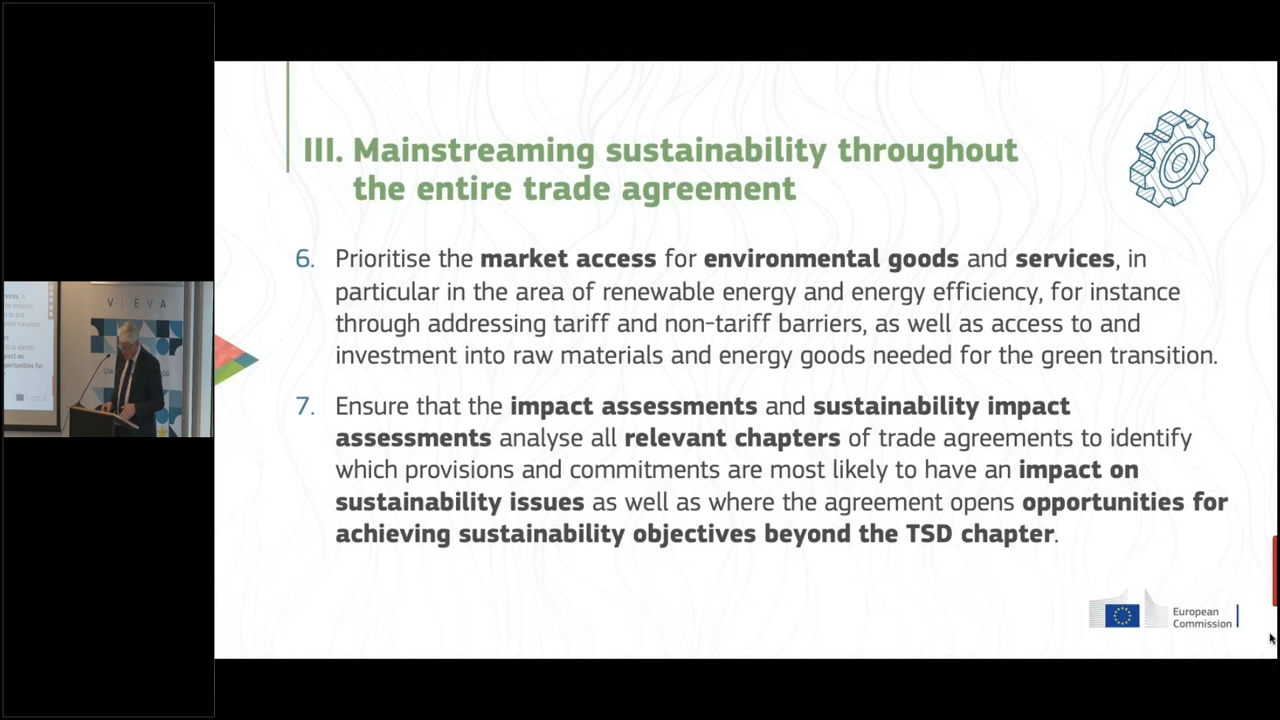 III. Mainstreaming sustainability throughout
the entire trade agreement
6. Prioritise the market access for environmental goods and services, in
particular in the area of renewable energy and energy efficiency, for instance
through addressing tariff and non-tariff barriers, as well as access to and
investment into raw materials and energy goods needed for the green transition.
7. Ensure that the impact assessments and sustainability impact
assessments analyse all relevant chapters of trade agreements to identify
which provisions and commitments are most likely to have an impact on
sustainability issues as well as where the agreement opens opportunities for
achieving sustainability objectives beyond the TSD chapter.
European
Commission
VLEVA